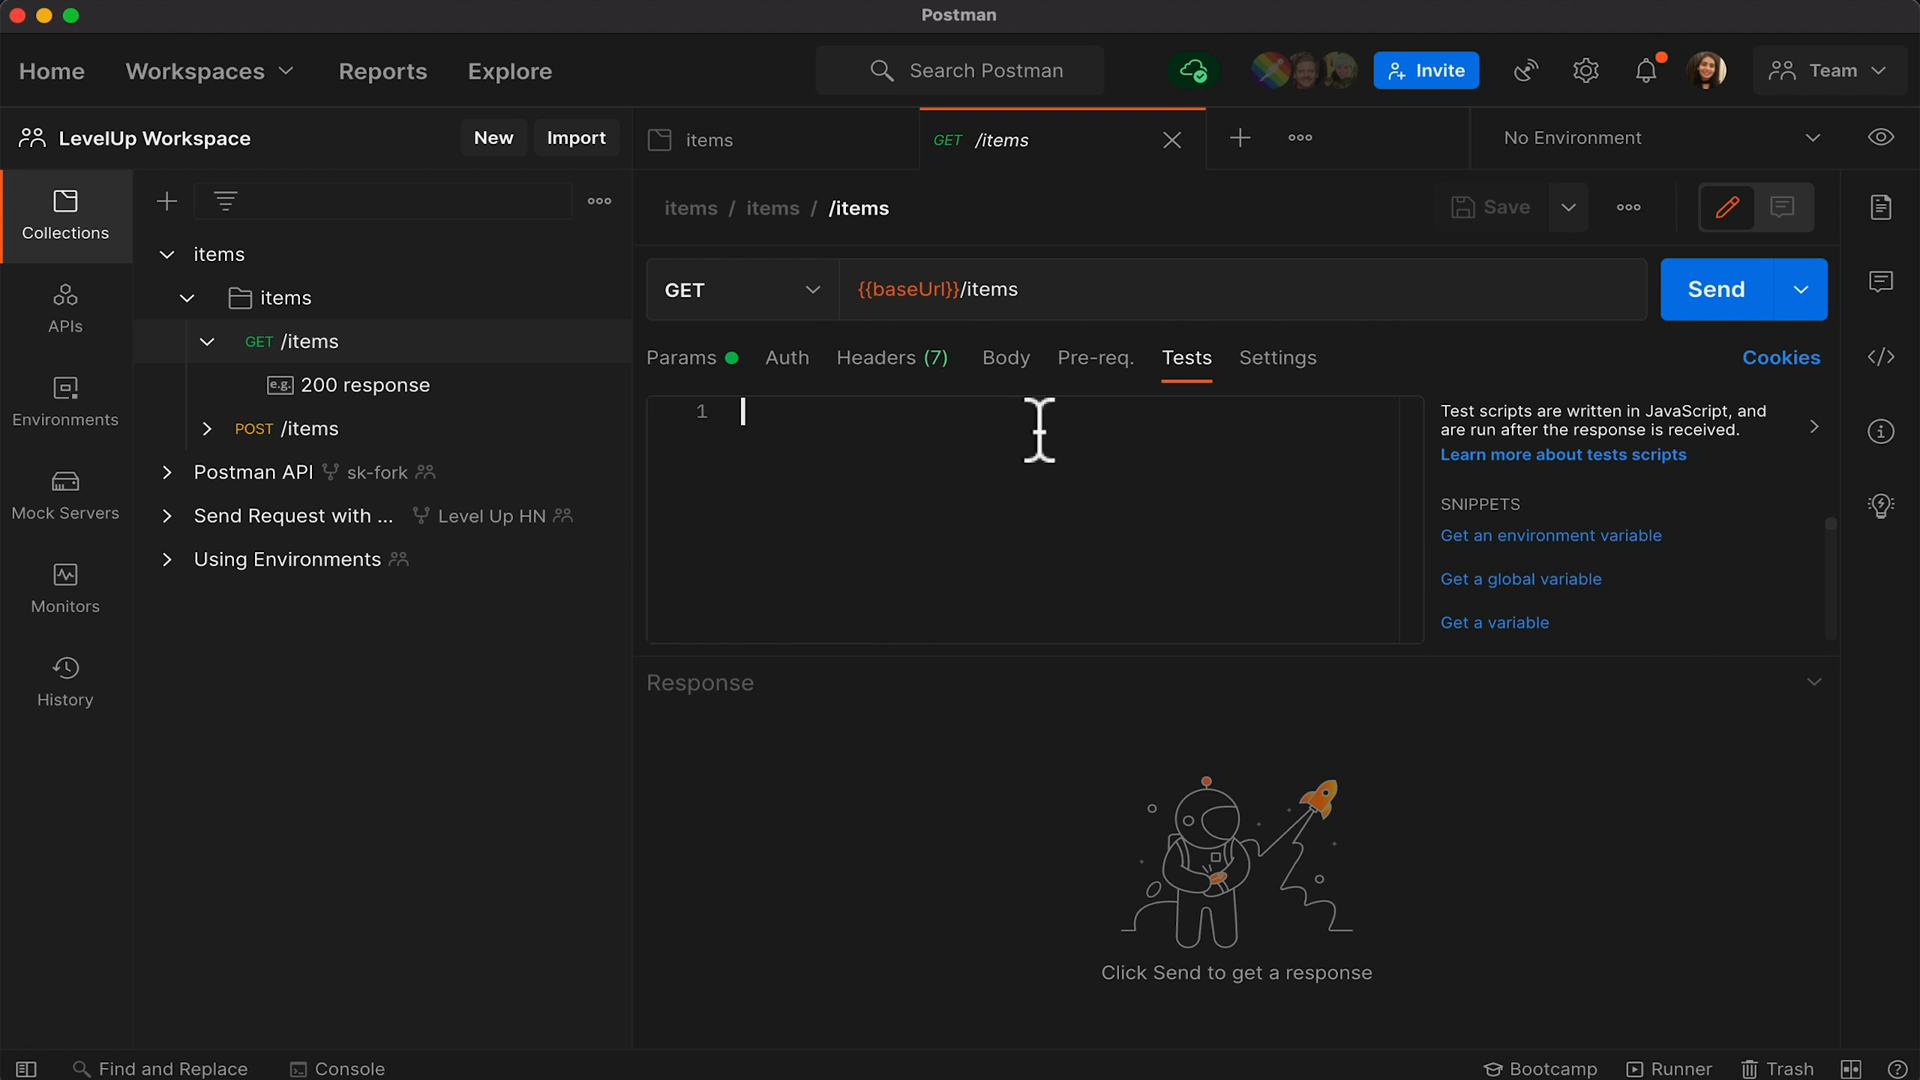 Postman
Home Workspaces Reports Explore Search Postman Invite Team
LevelUp Workspace New Import items GET /items No Environment
Collections
APIs
Environments
Mock Servers
Monitors
History
items
items
GET /items
e.g. 200 response
POST /items
Postman API sk-fork
Send Request with ... Level Up HN
Using Environments
items / items / /items Save
GET {{baseUrl}}/items Send
Params Auth Headers (7) Body Pre-req. Tests Settings Cookies
1
Test scripts are written in JavaScript, and
are run after the response is received.
Learn more about tests scripts
SNIPPETS
Get an environment variable
Get a global variable
Get a variable
Response
Click Send to get a response
Find and Replace Console Bootcamp Runner Trash